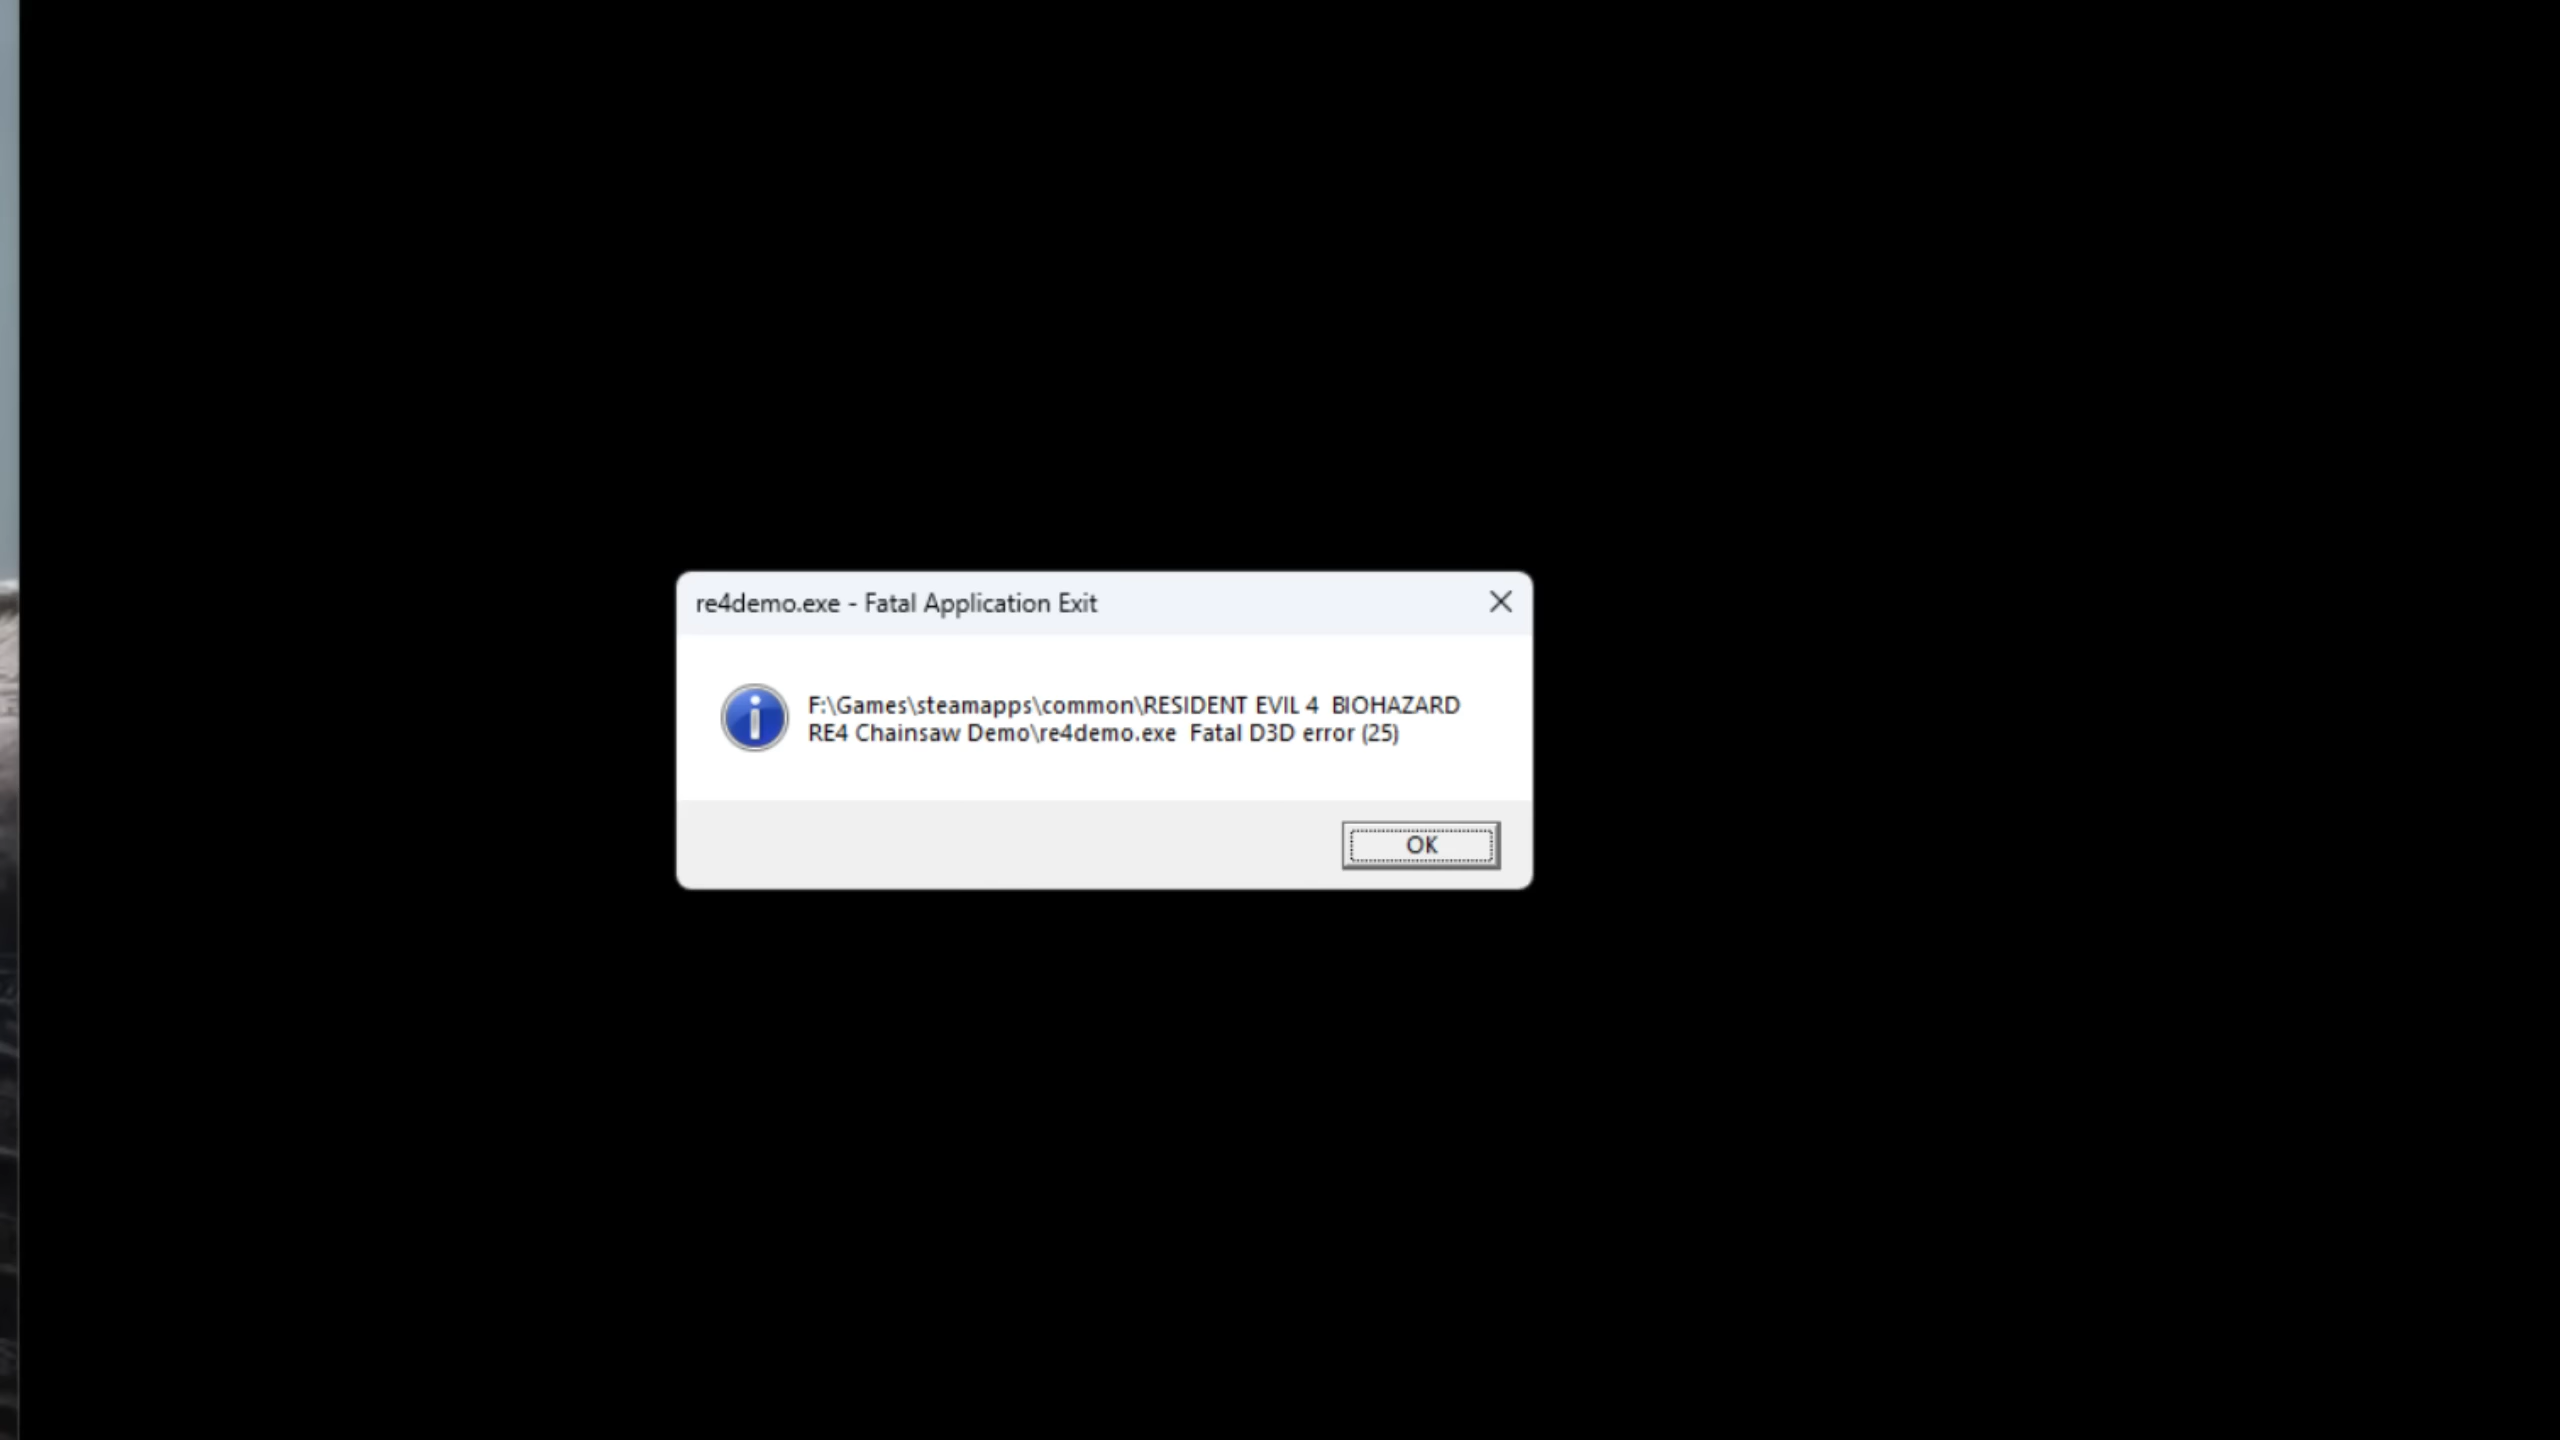 re4demo.exe - Fatal Application Exit
F:\Games\steamapps\common\RESIDENT EVIL 4  BIOHAZARD
RE4 Chainsaw Demo\re4demo.exe  Fatal D3D error (25)
OK